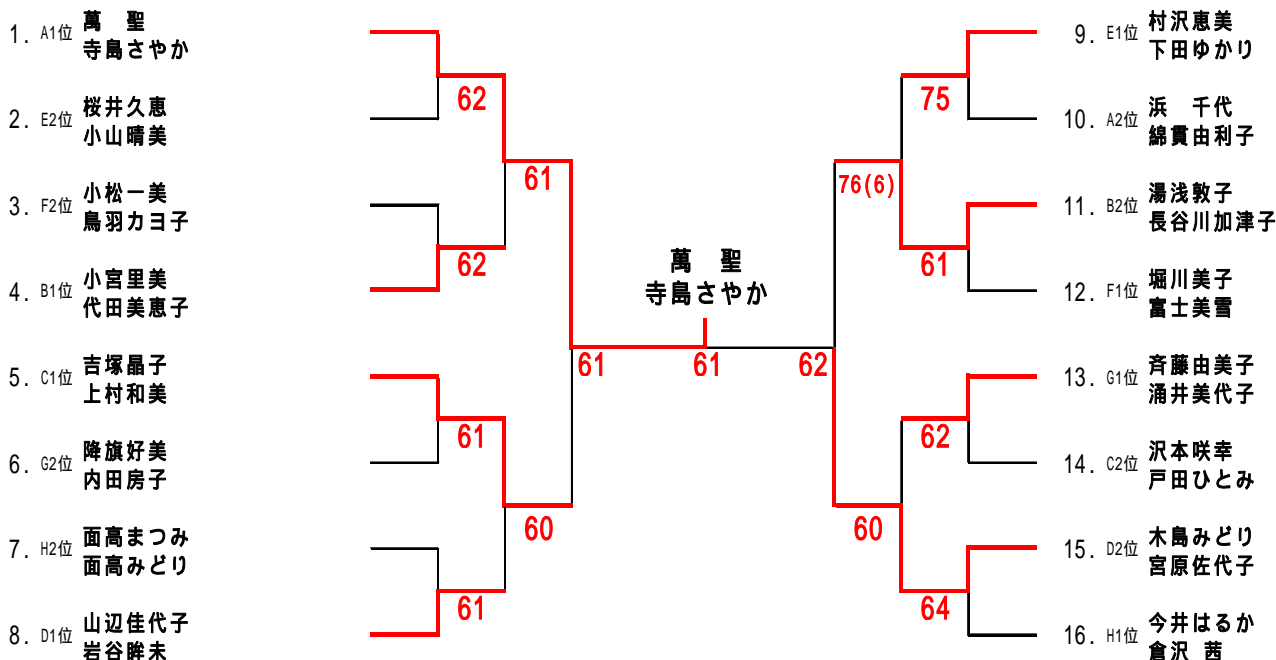 1. A1位 萬 聖
寺島さやか
2. E2位 桜井久恵
小山晴美
3. F2位 小松一美
鳥羽カヨ子
4. B1位 小宮里美
代田美恵子
5. C1位 吉塚晶子
上村和美
6. G2位 降旗好美
内田房子
7. H2位 面高まつみ
面高みどり
8. D1位 山辺佳代子
岩谷眸未
62
62
61
61
61
60
61
萬 聖
寺島さやか
61
62
75
61
76(6)
62
64
60
9. E1位 村沢恵美
下田ゆかり
10. A2位 浜 千代
綿貫由利子
11. B2位 湯浅敦子
長谷川加津子
12. F1位 堀川美子
富士美雪
13. G1位 斉藤由美子
涌井美代子
14. C2位 沢本咲幸
戸田ひとみ
15. D2位 木島みどり
宮原佐代子
16. H1位 今井はるか
倉沢 茜